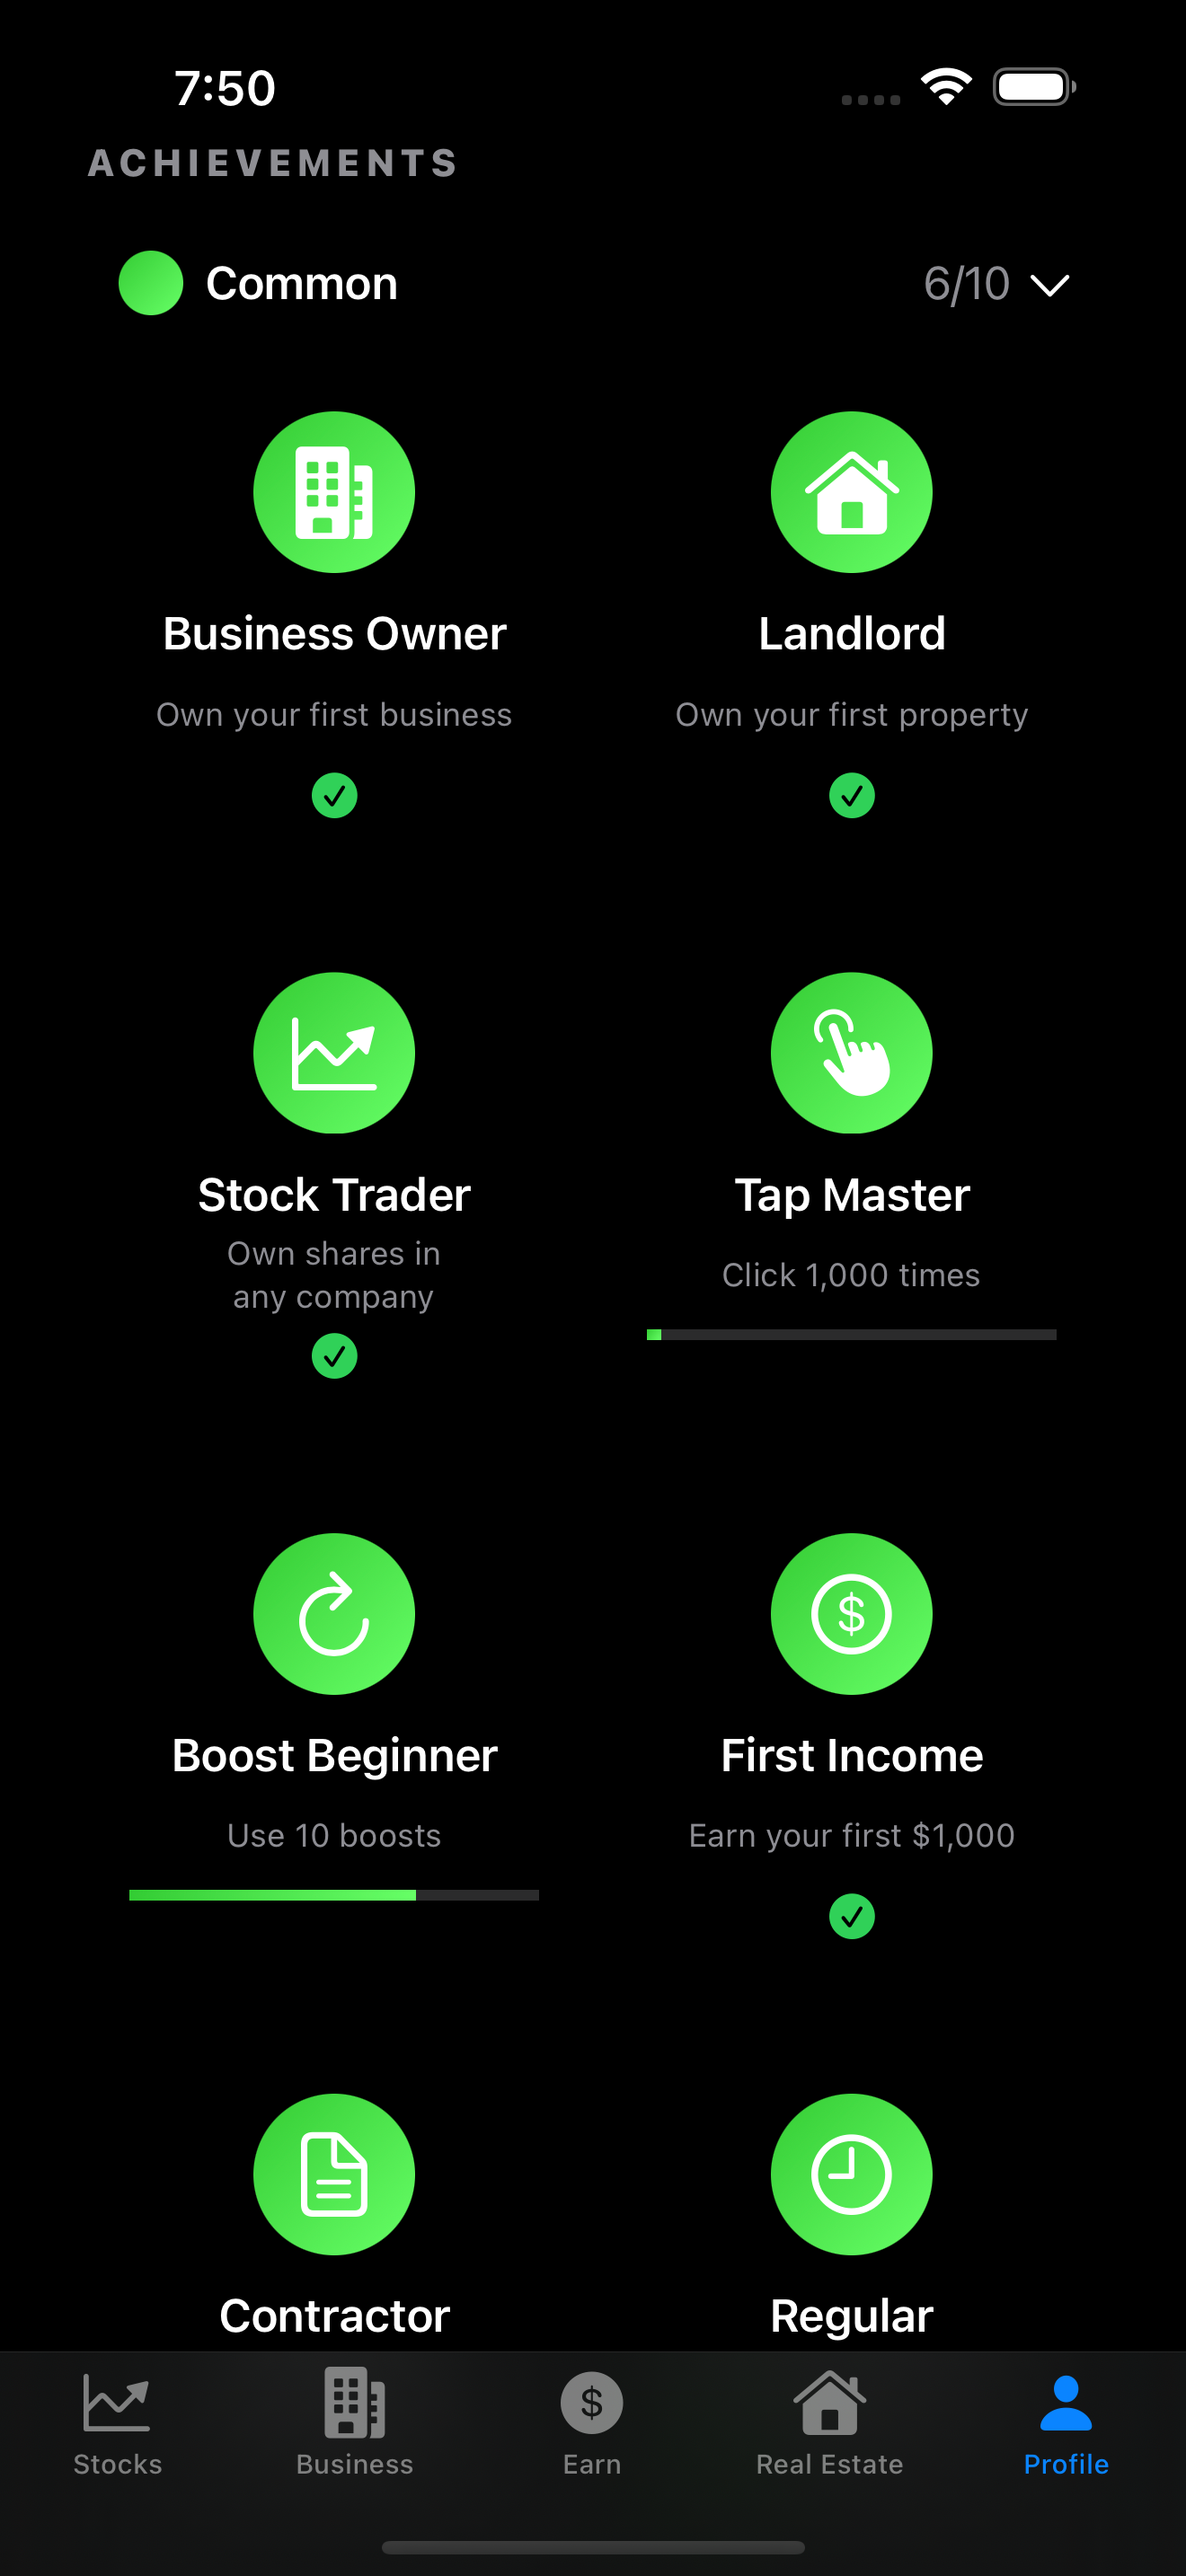 7:50
ACHIEVEMENTS
Common
6/10
Business Owner
Own your first business
Landlord
Own your first property
Stock Trader
Own shares in
any company
Tap Master
Click 1,000 times
Boost Beginner
Use 10 boosts
First Income
Earn your first $1,000
Contractor
Regular
Stocks
Business
Earn
Real Estate
Profile